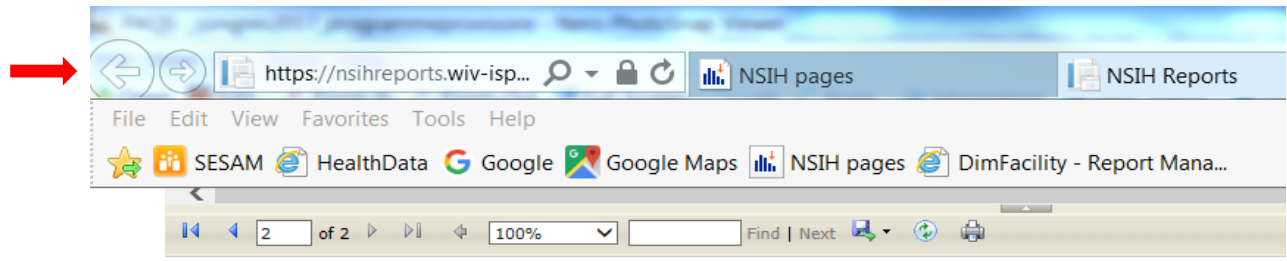 https://nsihreports.wiv-isp... NSIH pages NSIH Reports
File Edit View Favorites Tools Help
SESAM HealthData Google Google Maps NSIH pages DimFacility - Report Mana...
2 of 2 100% Find | Next